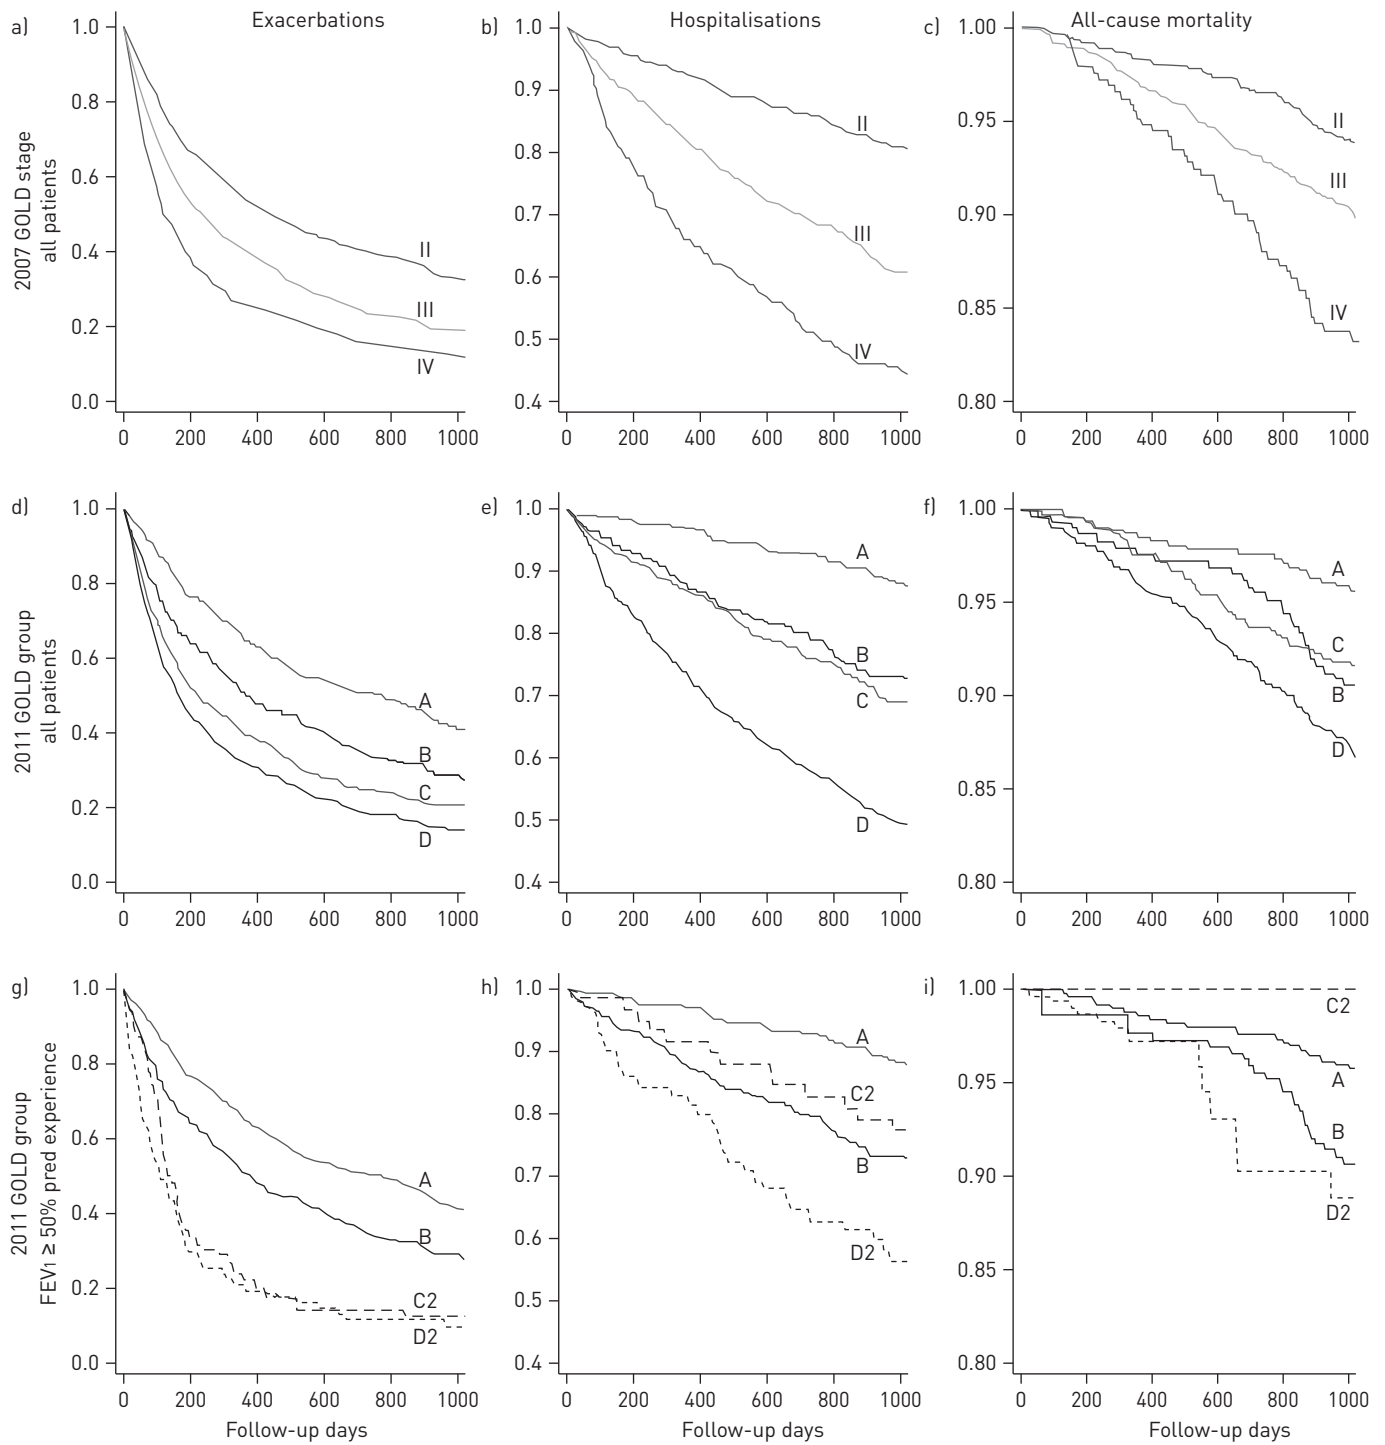 a)
Exacerbations
b)
Hospitalisations
c)
All-cause mortality
2007 GOLD stage
all patients
1.0
0.8
0.6
0.4
0.2
0.0
II
III
IV
0 200 400 600 800 1000
1.0
0.9
0.8
0.7
0.6
0.5
0.4
II
III
IV
0 200 400 600 800 1000
1.00
0.95
0.90
0.85
0.80
II
III
IV
0 200 400 600 800 1000
d)
2011 GOLD group
all patients
1.0
0.8
0.6
0.4
0.2
0.0
A
B
C
D
0 200 400 600 800 1000
e)
1.0
0.9
0.8
0.7
0.6
0.5
0.4
A
B
C
D
0 200 400 600 800 1000
f)
1.00
0.95
0.90
0.85
0.80
A
C
B
D
0 200 400 600 800 1000
g)
2011 GOLD group
FEV1 ≥ 50% pred experience
1.0
0.8
0.6
0.4
0.2
0.0
A
B
C2
D2
0 200 400 600 800 1000
Follow-up days
h)
1.0
0.9
0.8
0.7
0.6
0.5
0.4
A
C2
B
D2
0 200 400 600 800 1000
Follow-up days
i)
1.00
0.95
0.90
0.85
0.80
C2
A
B
D2
0 200 400 600 800 1000
Follow-up days